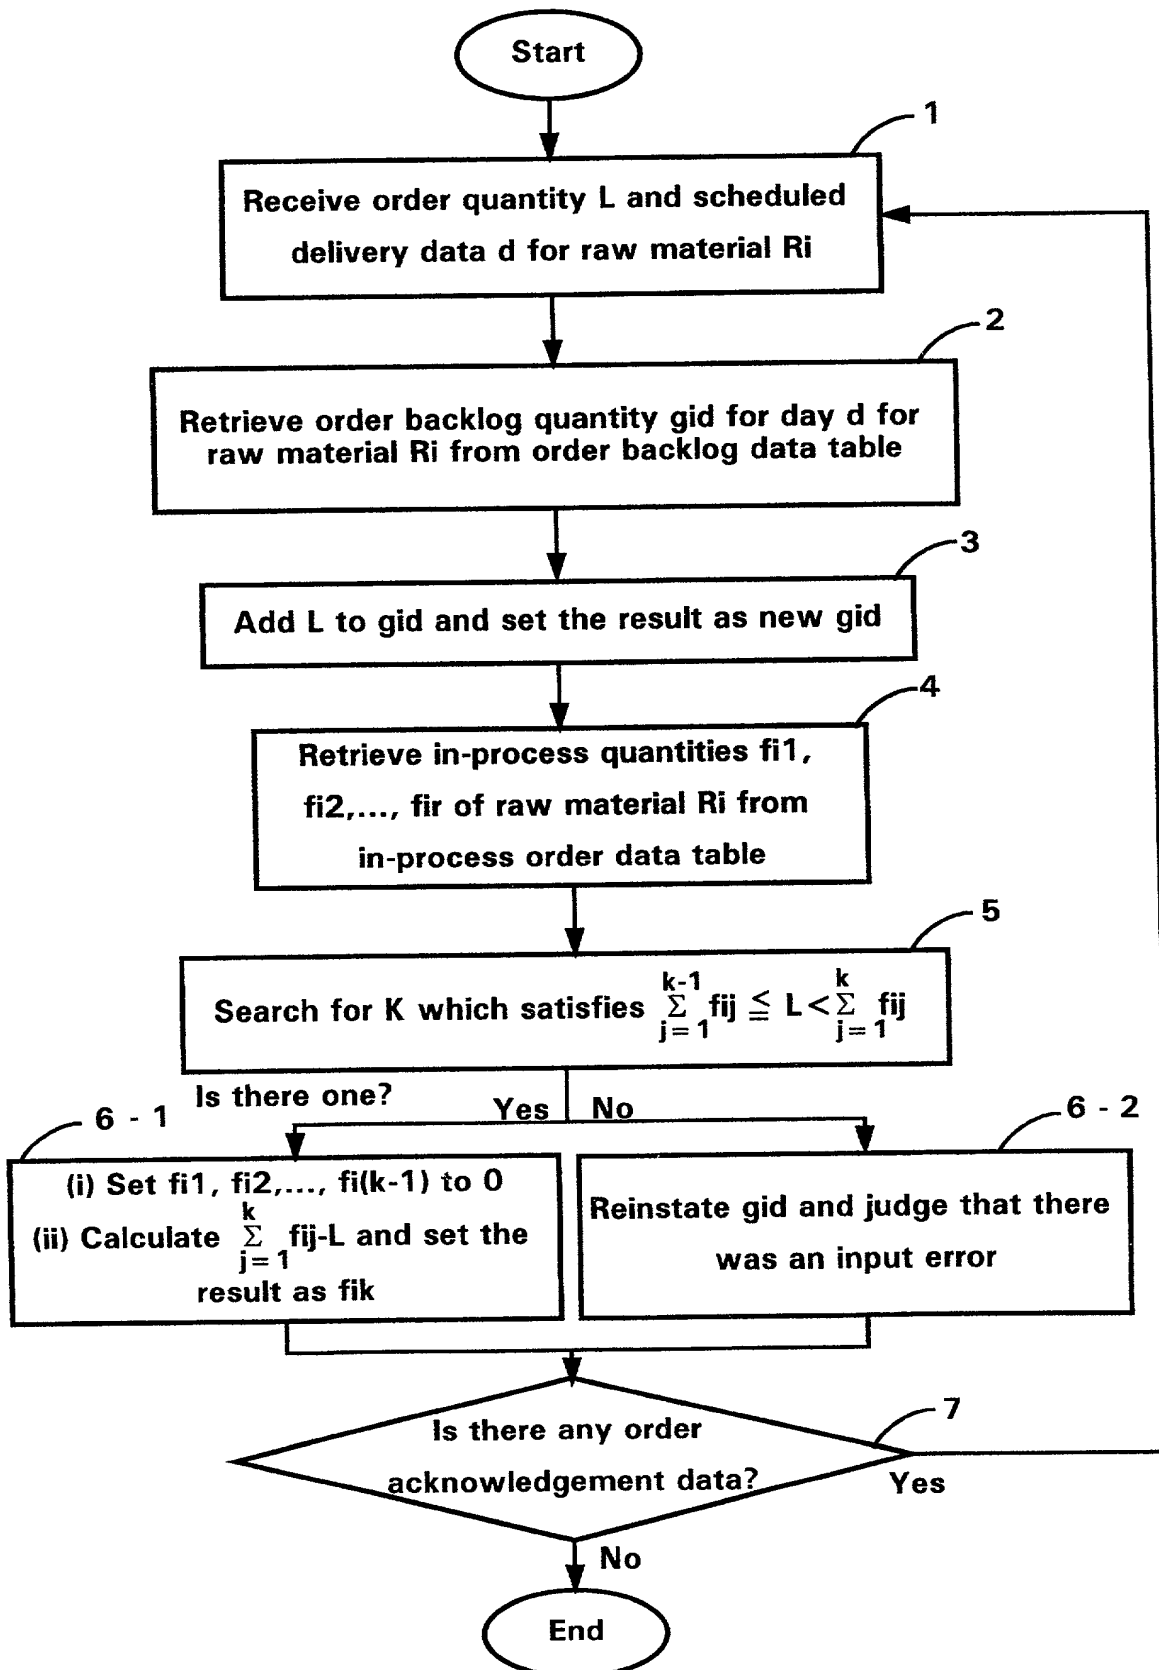 Start
1
Receive order quantity L and scheduled
delivery data d for raw material Ri
2
Retrieve order backlog quantity gid for day d for
raw material Ri from order backlog data table
3
Add L to gid and set the result as new gid
4
Retrieve in-process quantities fi1,
fi2,..., fir of raw material Ri from
in-process order data table
5
Search for K which satisfies k-1 Σ j=1 fij ≦ L < k Σ j=1 fij
Is there one?
Yes
No
6 - 1
(i) Set fi1, fi2,..., fi(k-1) to 0
(ii) Calculate k Σ j=1 fij-L and set the
result as fik
6 - 2
Reinstate gid and judge that there
was an input error
7
Is there any order
acknowledgement data?
Yes
No
End